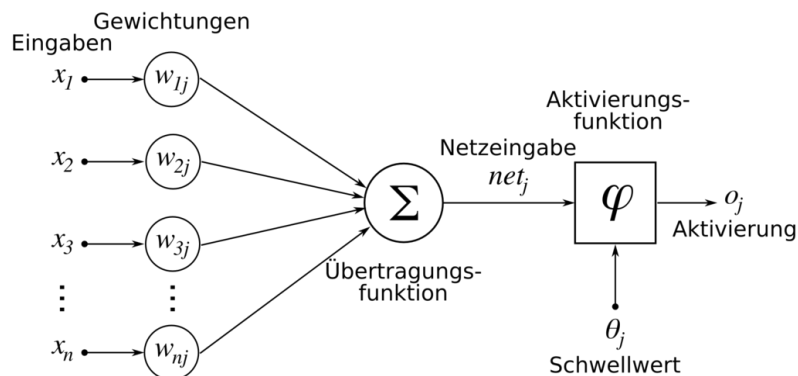 Gewichtungen
Eingaben
x1
w1j
x2
w2j
x3
w3j
⋮ ⋮
xn
wnj
Σ
Übertragungs-
funktion
Netzeingabe
netj
Aktivierungs-
funktion
φ
oj
Aktivierung
θj
Schwellwert